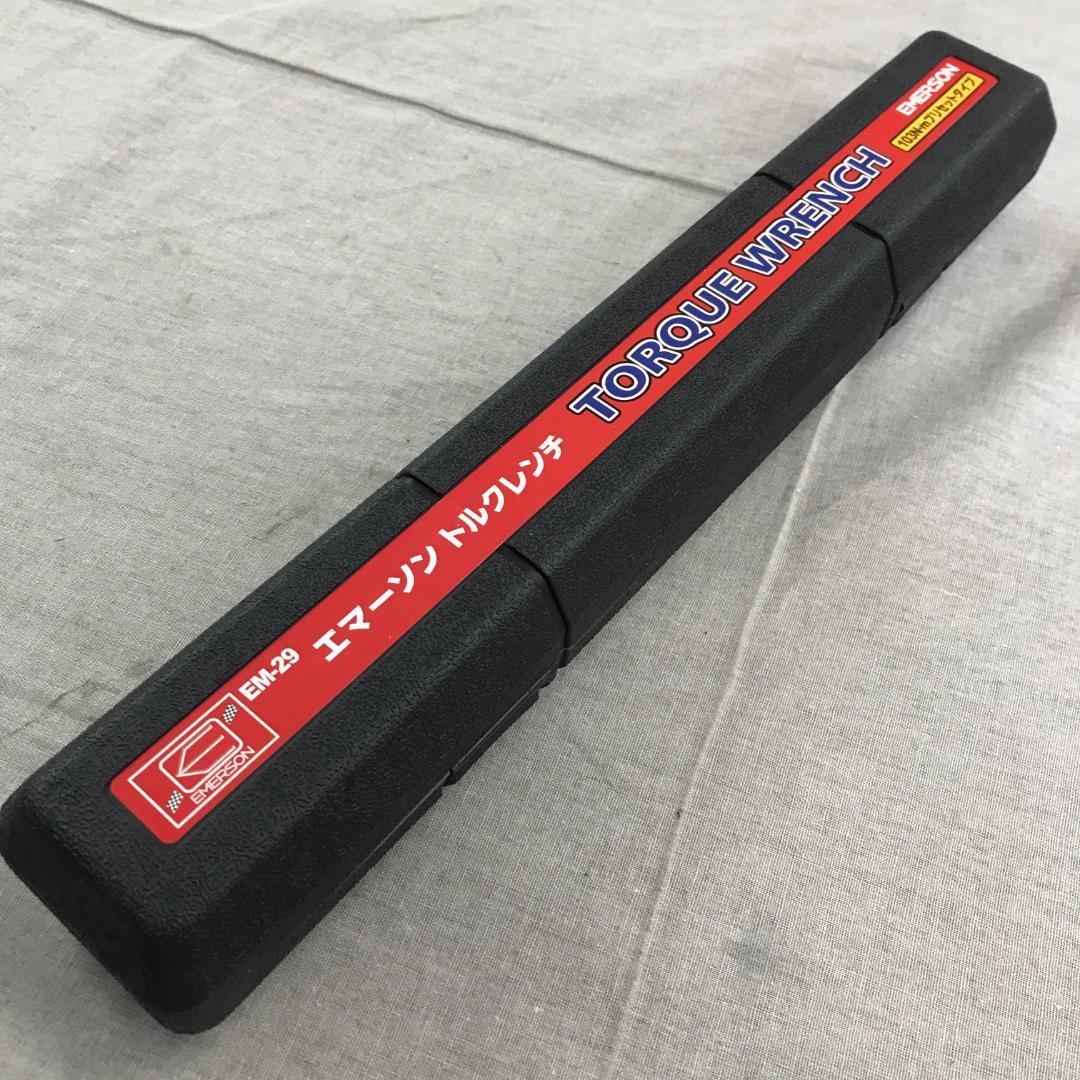 EMERSON
EM-29
エマーソン トルクレンチ
TORQUE WRENCH
EMERSON
103N·mプリセットタイプ